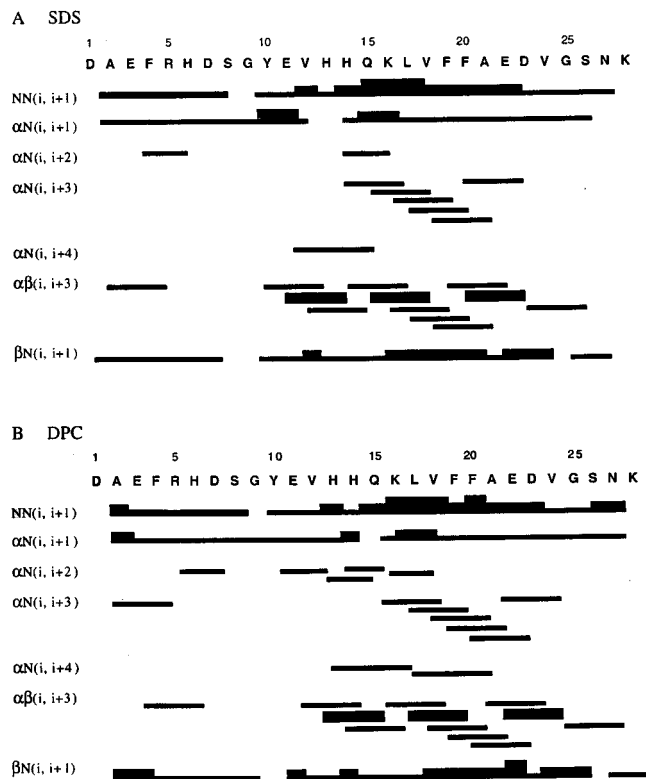 A SDS
1 5 10 15 20 25
D A E F R H D S G Y E V H H Q K L V F F A E D V G S N K
NN(i, i+1)
αN(i, i+1)
αN(i, i+2)
αN(i, i+3)
αN(i, i+4)
αβ(i, i+3)
βN(i, i+1)
B DPC
1 5 10 15 20 25
D A E F R H D S G Y E V H H Q K L V F F A E D V G S N K
NN(i, i+1)
αN(i, i+1)
αN(i, i+2)
αN(i, i+3)
αN(i, i+4)
αβ(i, i+3)
βN(i, i+1)